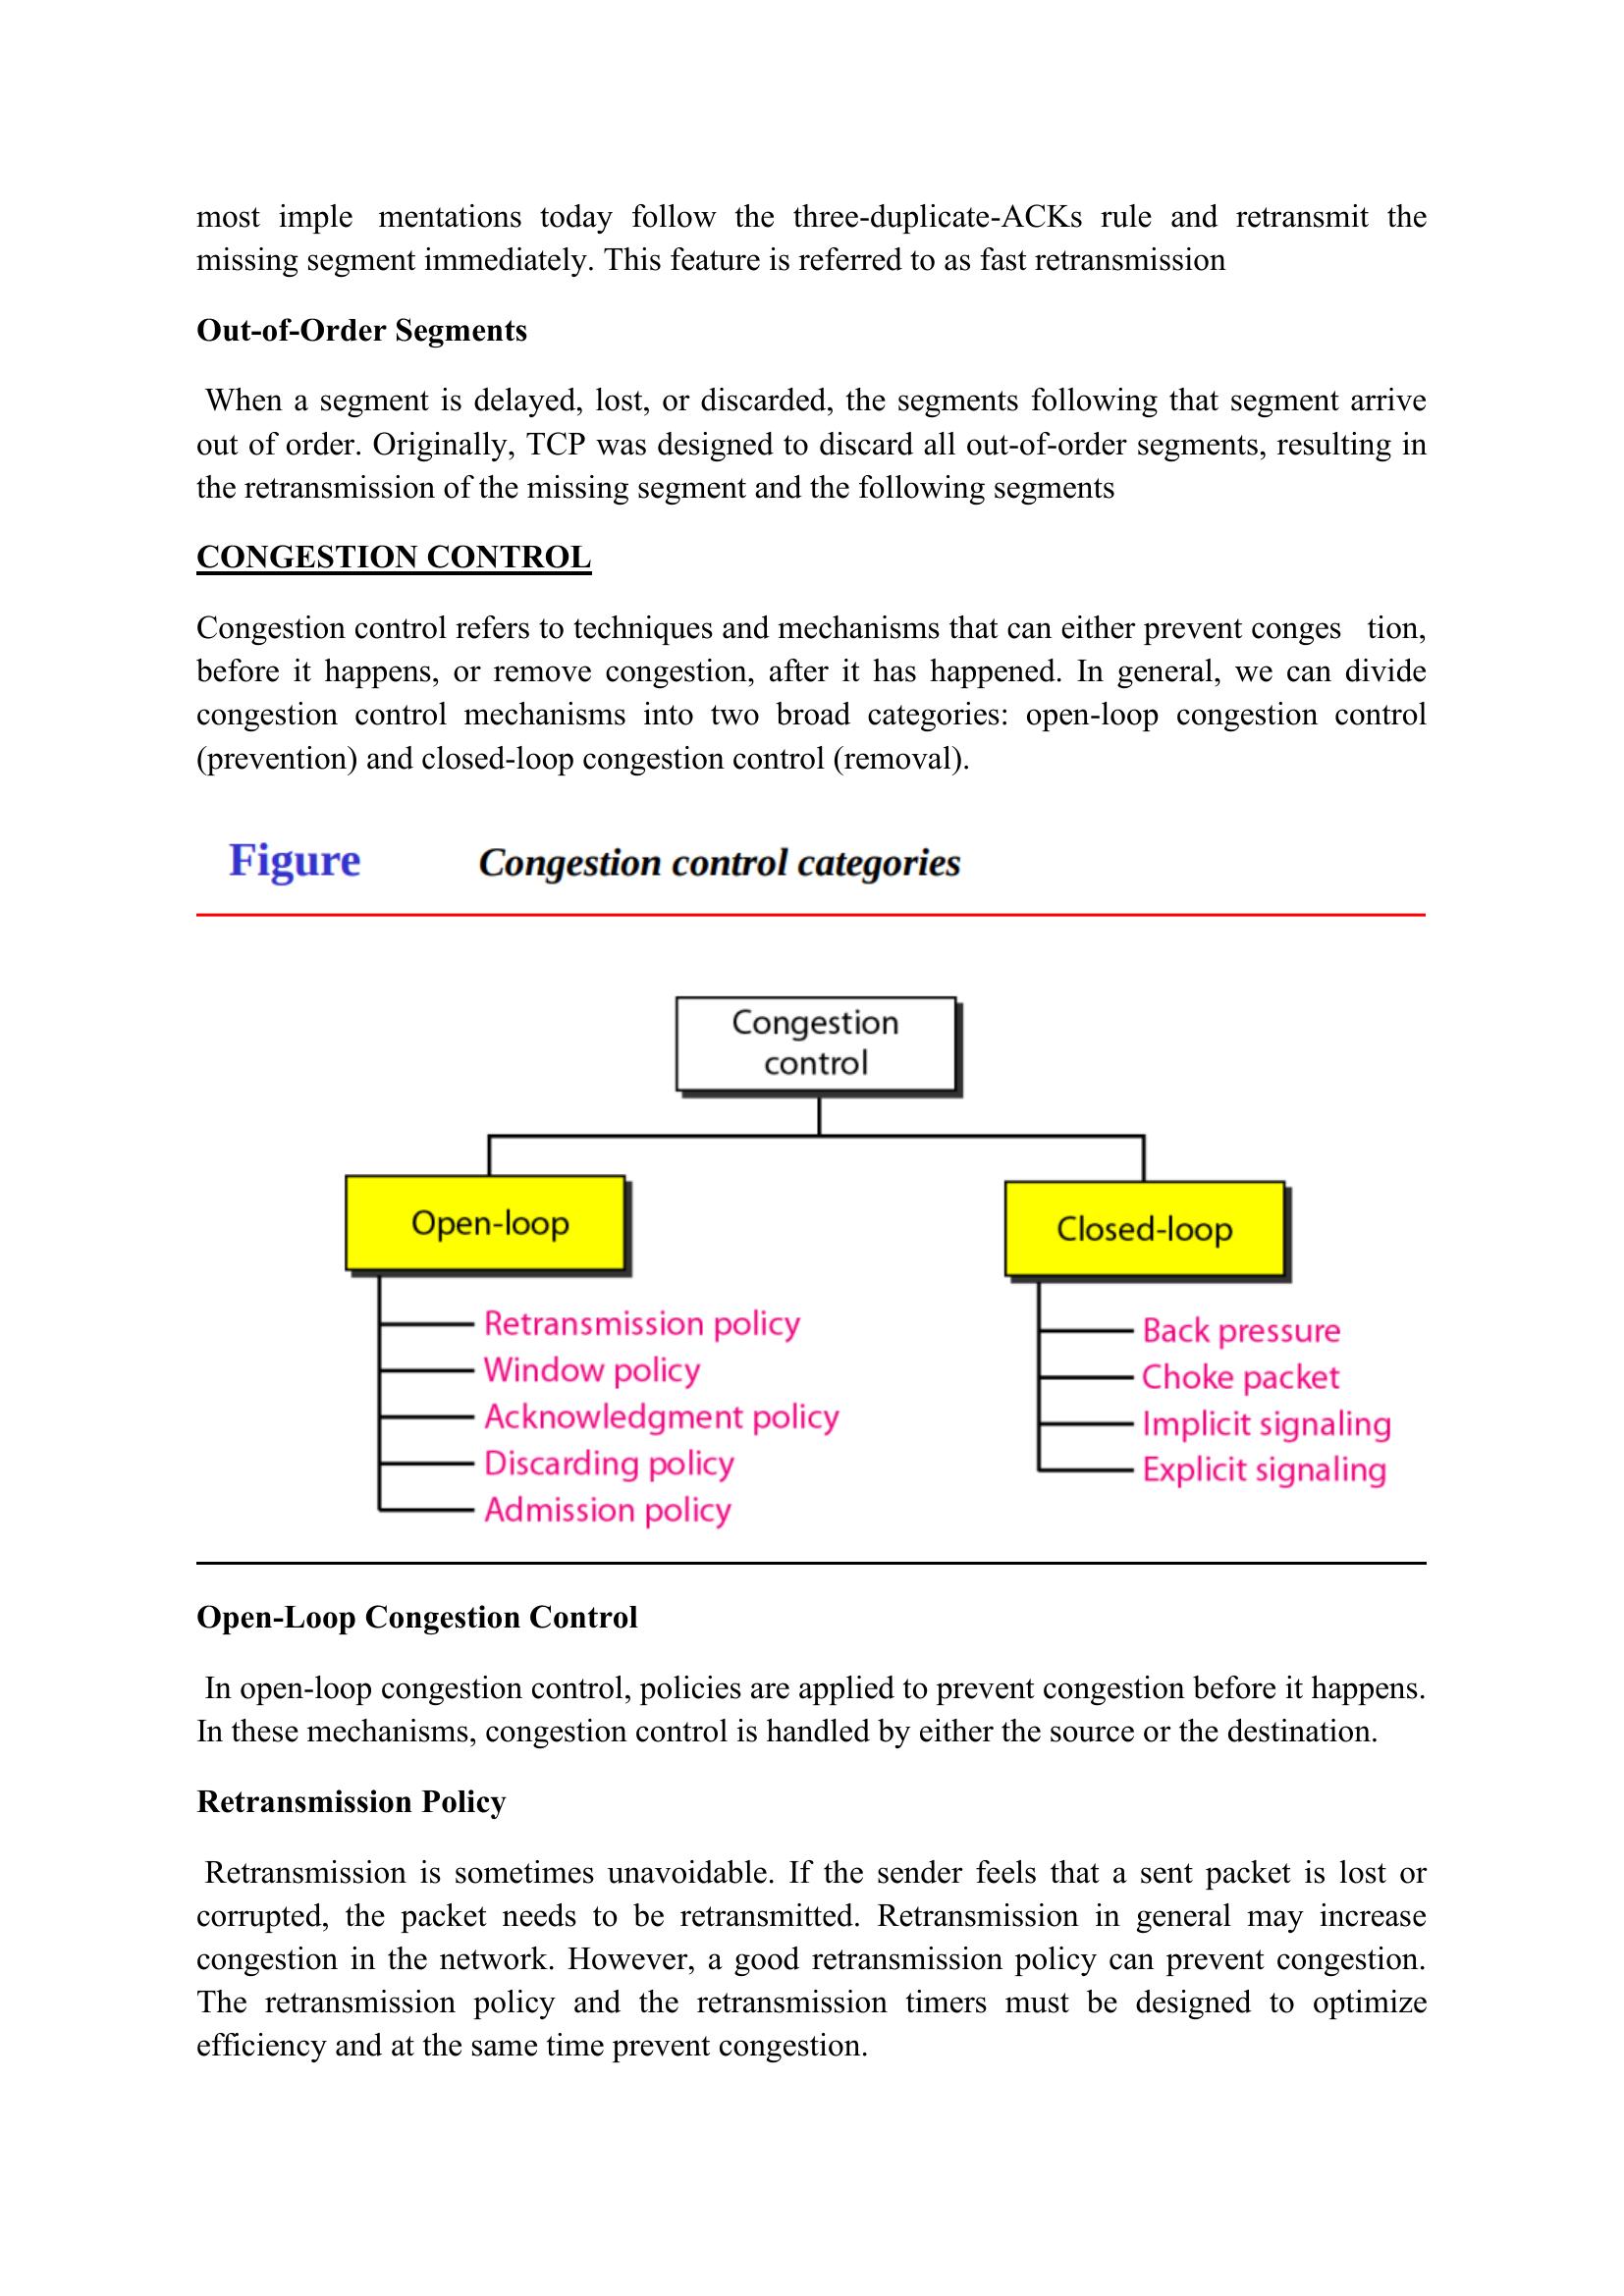 most imple mentations today follow the three-duplicate-ACKs rule and retransmit the
missing segment immediately. This feature is referred to as fast retransmission
Out-of-Order Segments
When a segment is delayed, lost, or discarded, the segments following that segment arrive
out of order. Originally, TCP was designed to discard all out-of-order segments, resulting in
the retransmission of the missing segment and the following segments
CONGESTION CONTROL
Congestion control refers to techniques and mechanisms that can either prevent conges tion,
before it happens, or remove congestion, after it has happened. In general, we can divide
congestion control mechanisms into two broad categories: open-loop congestion control
(prevention) and closed-loop congestion control (removal).
Figure Congestion control categories
Congestion
control
Open-loop
Retransmission policy
Window policy
Acknowledgment policy
Discarding policy
Admission policy
Closed-loop
Back pressure
Choke packet
Implicit signaling
Explicit signaling
Open-Loop Congestion Control
In open-loop congestion control, policies are applied to prevent congestion before it happens.
In these mechanisms, congestion control is handled by either the source or the destination.
Retransmission Policy
Retransmission is sometimes unavoidable. If the sender feels that a sent packet is lost or
corrupted, the packet needs to be retransmitted. Retransmission in general may increase
congestion in the network. However, a good retransmission policy can prevent congestion.
The retransmission policy and the retransmission timers must be designed to optimize
efficiency and at the same time prevent congestion.